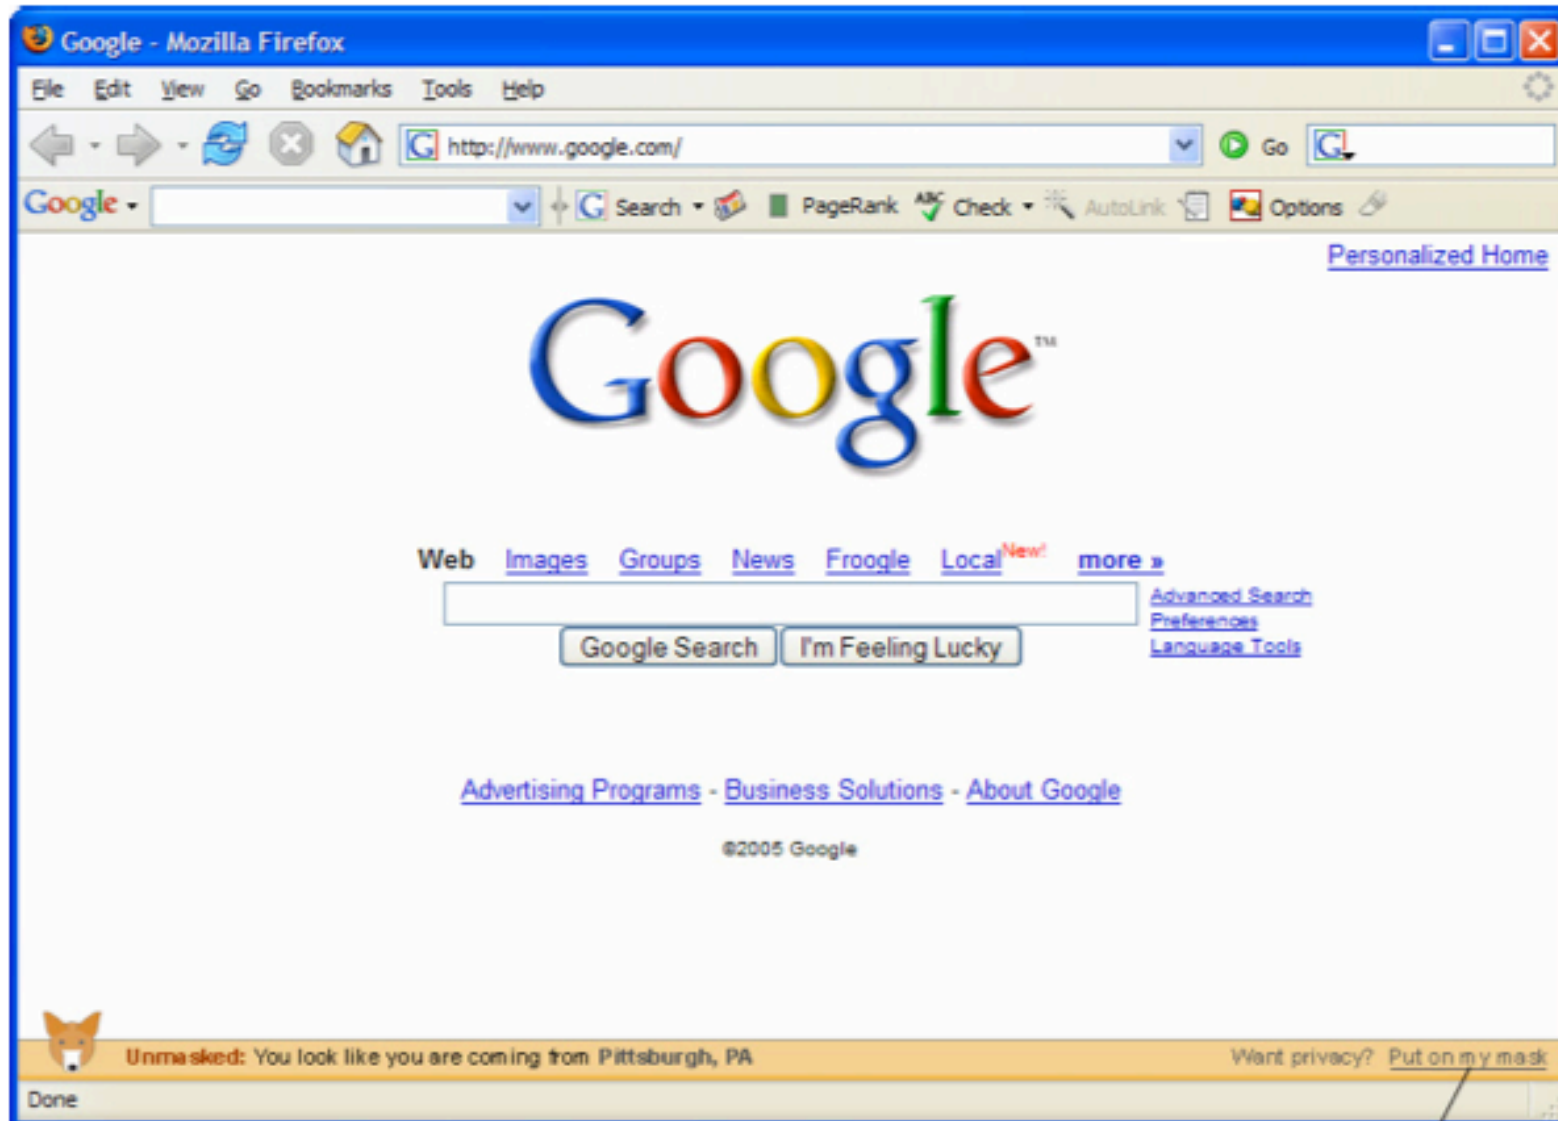 Google - Mozilla Firefox
File Edit View Go Bookmarks Tools Help
G http://www.google.com/ Go G
Google G Search PageRank ABC Check AutoLink Options
Personalized Home
Google™
Web Images Groups News Froogle Local New! more »
Advanced Search
Preferences
Google Search I'm Feeling Lucky Language Tools
Advertising Programs - Business Solutions - About Google
©2005 Google
Unmasked: You look like you are coming from Pittsburgh, PA Want privacy? Put on my mask
Done